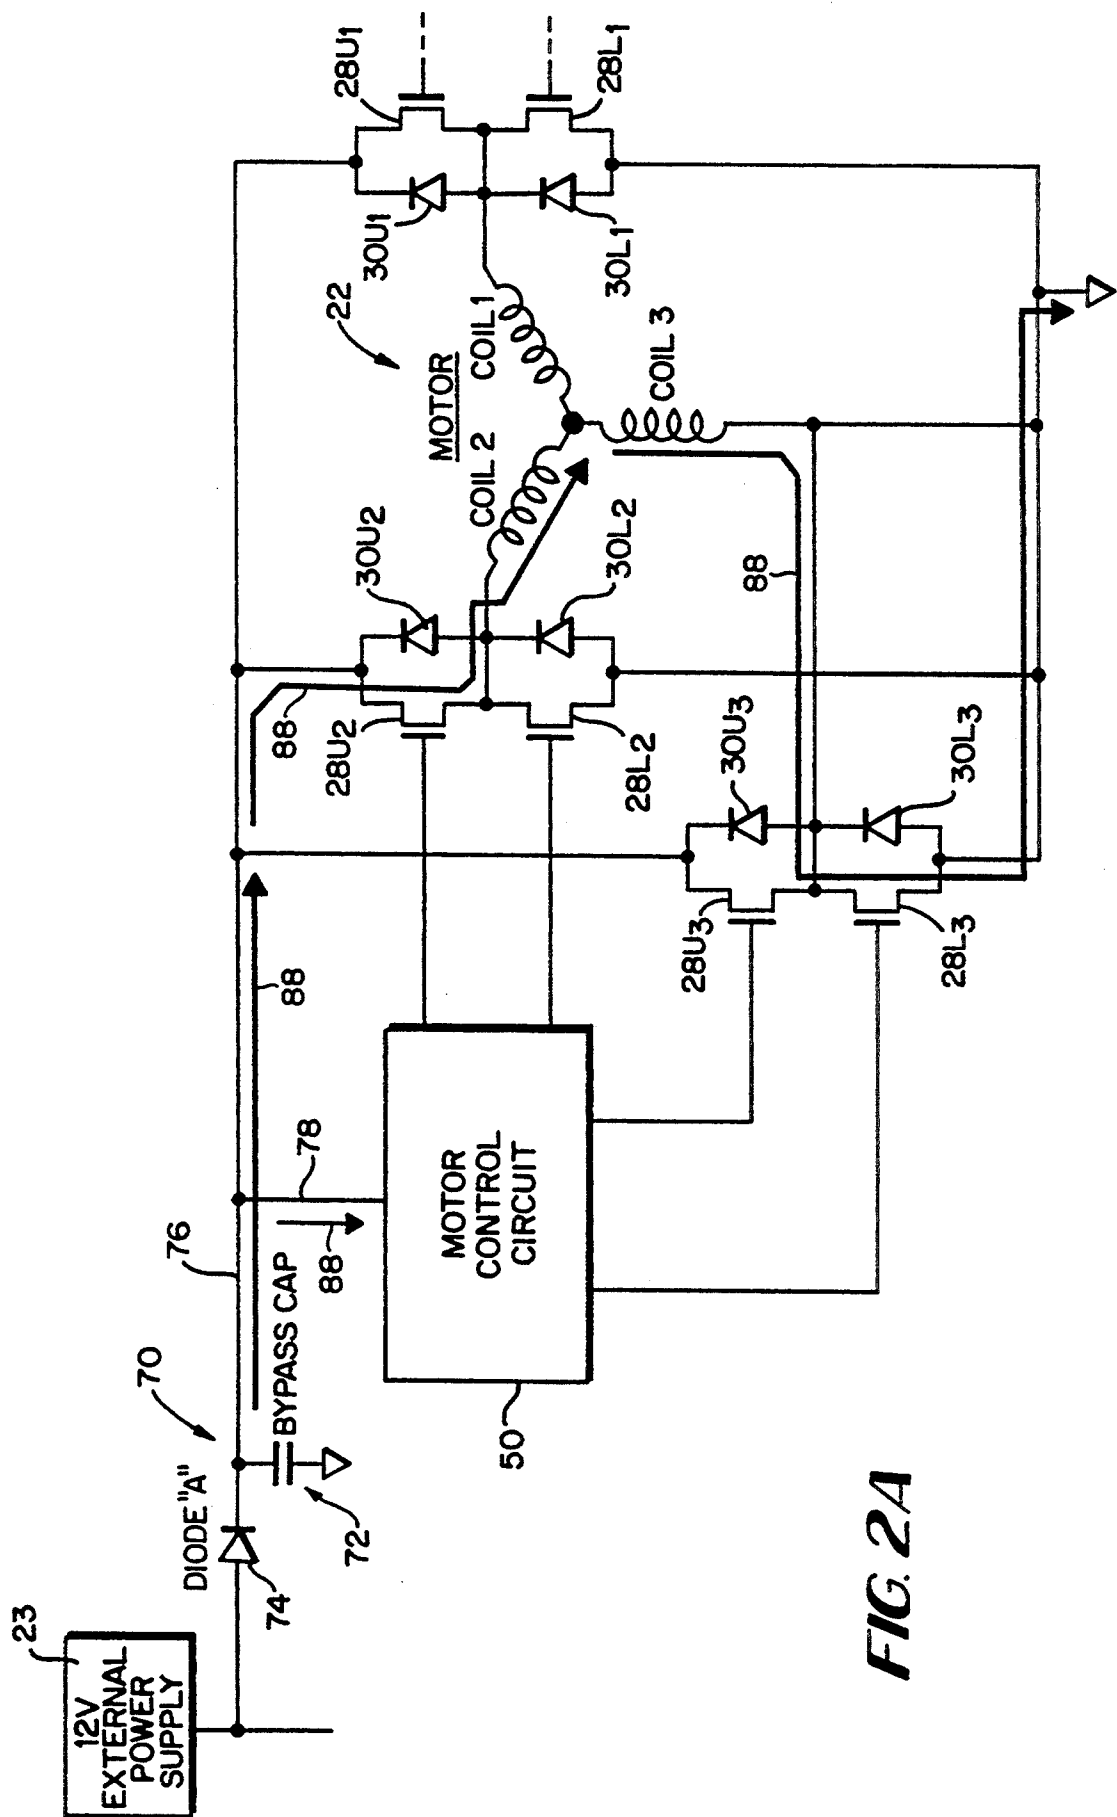 23
12V
EXTERNAL
POWER
SUPPLY
DIODE "A"
74
70
72
BYPASS CAP
76
78
88
88
50
MOTOR
CONTROL
CIRCUIT
88
28U2
30U2
28L2
30L2
COIL 2
MOTOR
COIL 1
22
COIL 3
30U1
28U1
30L1
28L1
88
28U3
30U3
28L3
30L3
FIG. 2A